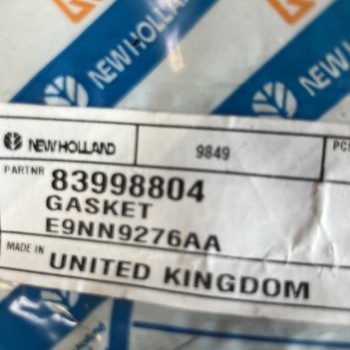 NEW HOLLAND
NEW HOLLAND
NEW HOLLAND 9849
PARTNR 83998804
GASKET
E9NN9276AA
MADE IN UNITED KINGDOM